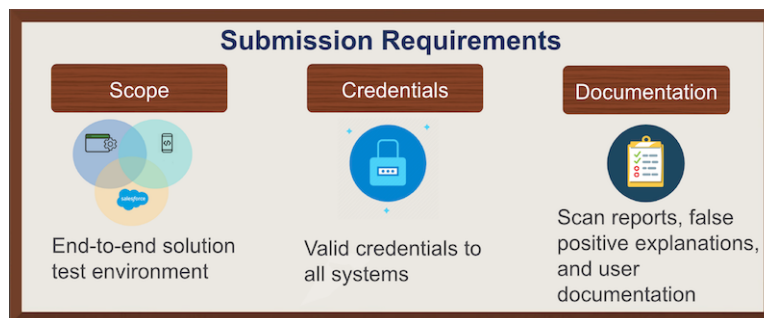 Submission Requirements
Scope
Credentials
Documentation
salesforce
End-to-end solution
test environment
Valid credentials to
all systems
Scan reports, false
positive explanations,
and user
documentation